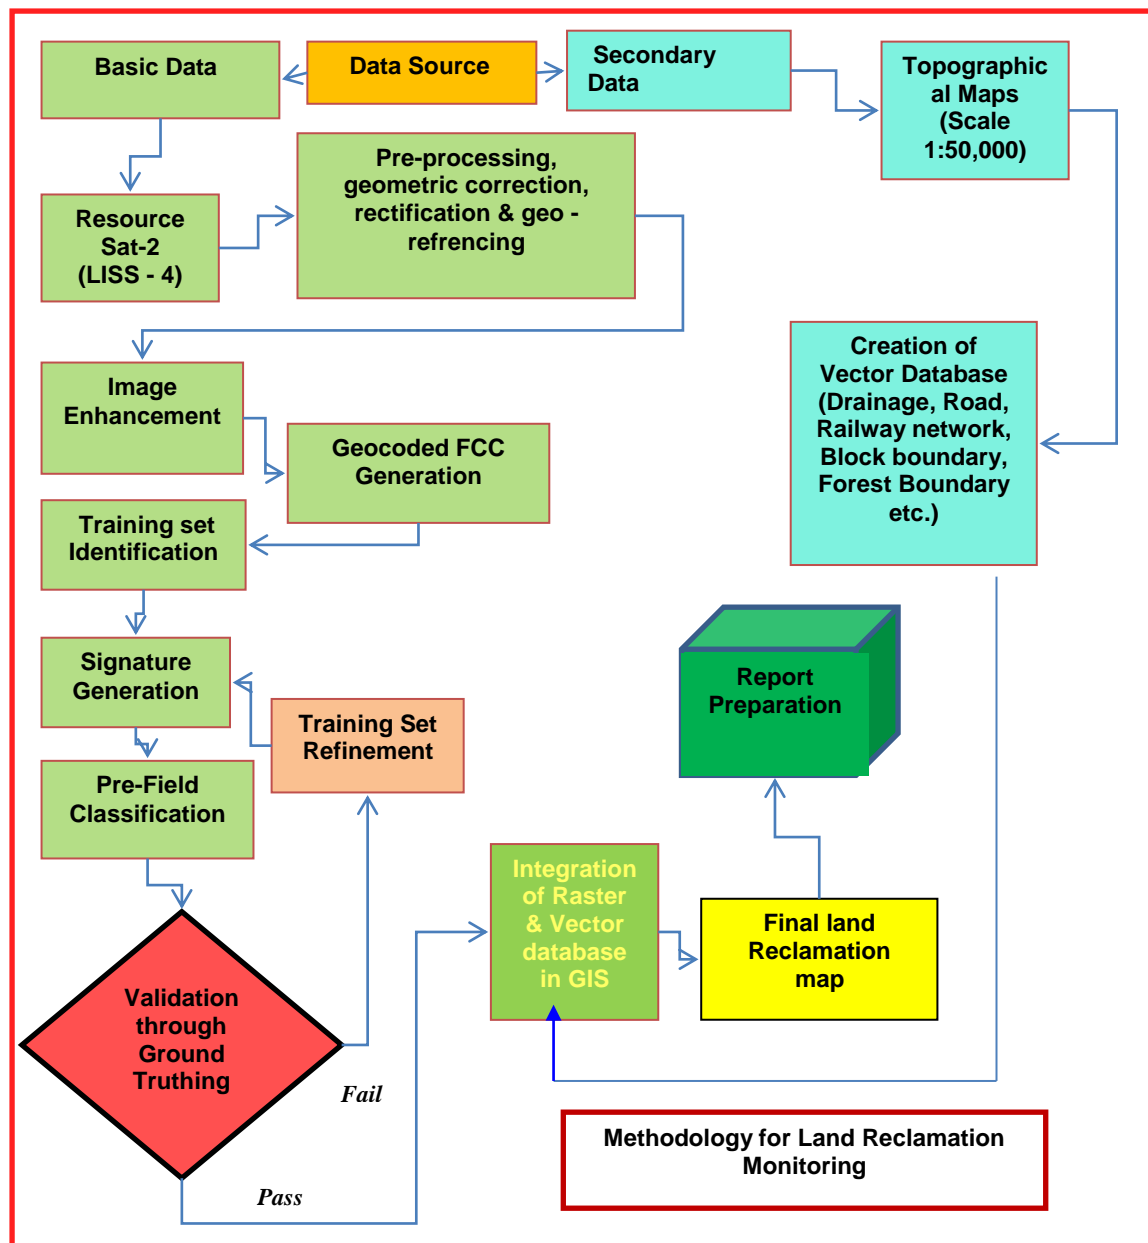 Basic Data
Data Source
Secondary
Data
Topographic
al Maps
(Scale
1:50,000)
Pre-processing,
geometric correction,
rectification & geo -
refrencing
Resource
Sat-2
(LISS - 4)
Image
Enhancement
Geocoded FCC
Generation
Creation of
Vector Database
(Drainage, Road,
Railway network,
Block boundary,
Forest Boundary
etc.)
Training set
Identification
Signature
Generation
Training Set
Refinement
Report
Preparation
Pre-Field
Classification
Integration
of Raster
& Vector
database
in GIS
Final land
Reclamation
map
Validation
through
Ground
Truthing
Fail
Pass
Methodology for Land Reclamation
Monitoring